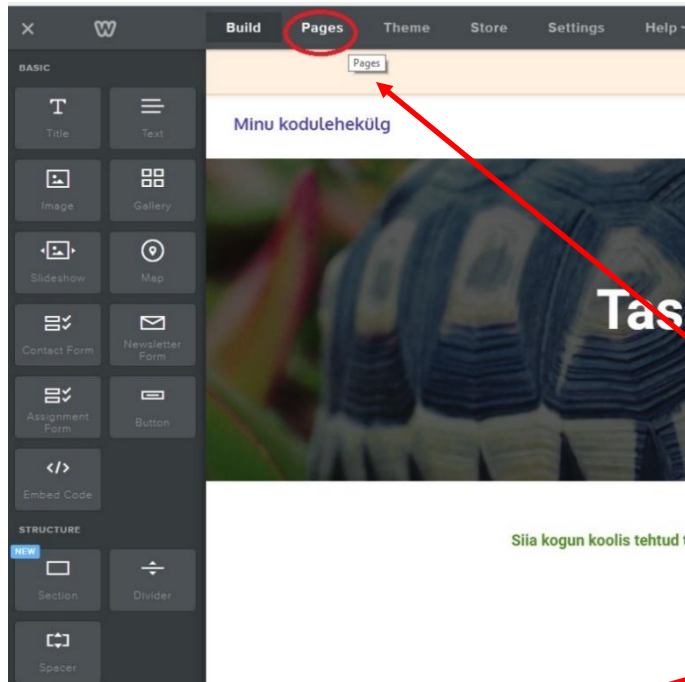 Build Pages Theme Store Settings Help
Pages
BASIC
Title Text
Image Gallery
Slideshow Map
Contact Form Newsletter Form
Assignment Form Button
Embed Code
STRUCTURE
NEW
Section Divider
Spacer
Minu kodulehekülg
Tas
Siia kogun koolis tehtud t